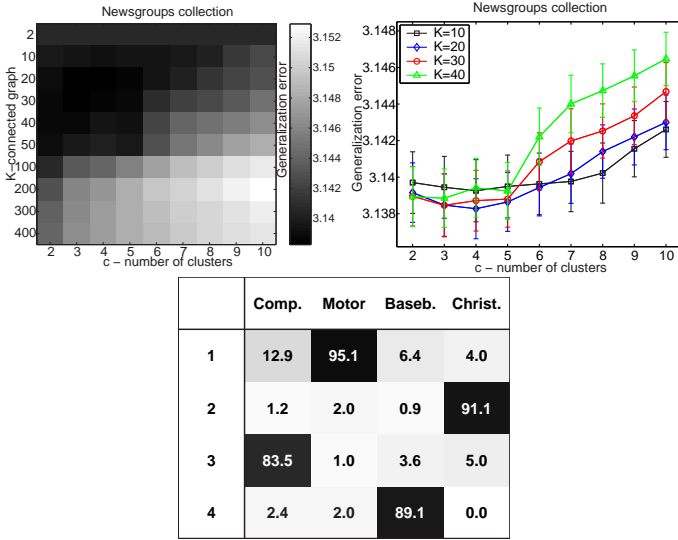 Newsgroups collection
K−connected graph
2
10
20
30
40
50
100
200
300
400
2 3 4 5 6 7 8 9 10
c − number of clusters
Generalization error
3.152
3.15
3.148
3.146
3.144
3.142
3.14
Newsgroups collection
Generalization error
3.148
3.146
3.144
3.142
3.14
3.138
K=10
K=20
K=30
K=40
2 3 4 5 6 7 8 9 10
c − number of clusters
Comp. Motor Baseb. Christ.
1 12.9 95.1 6.4 4.0
2 1.2 2.0 0.9 91.1
3 83.5 1.0 3.6 5.0
4 2.4 2.0 89.1 0.0